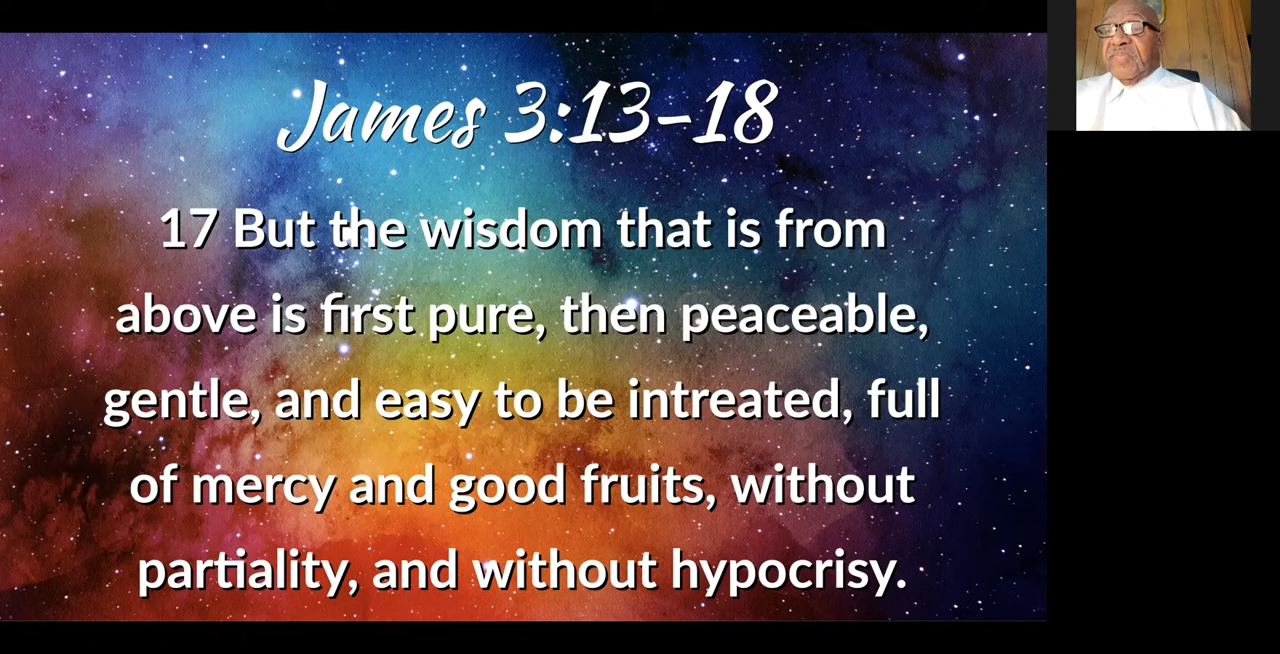 James 3:13-18
17 But the wisdom that is from
above is first pure, then peaceable,
gentle, and easy to be intreated, full
of mercy and good fruits, without
partiality, and without hypocrisy.